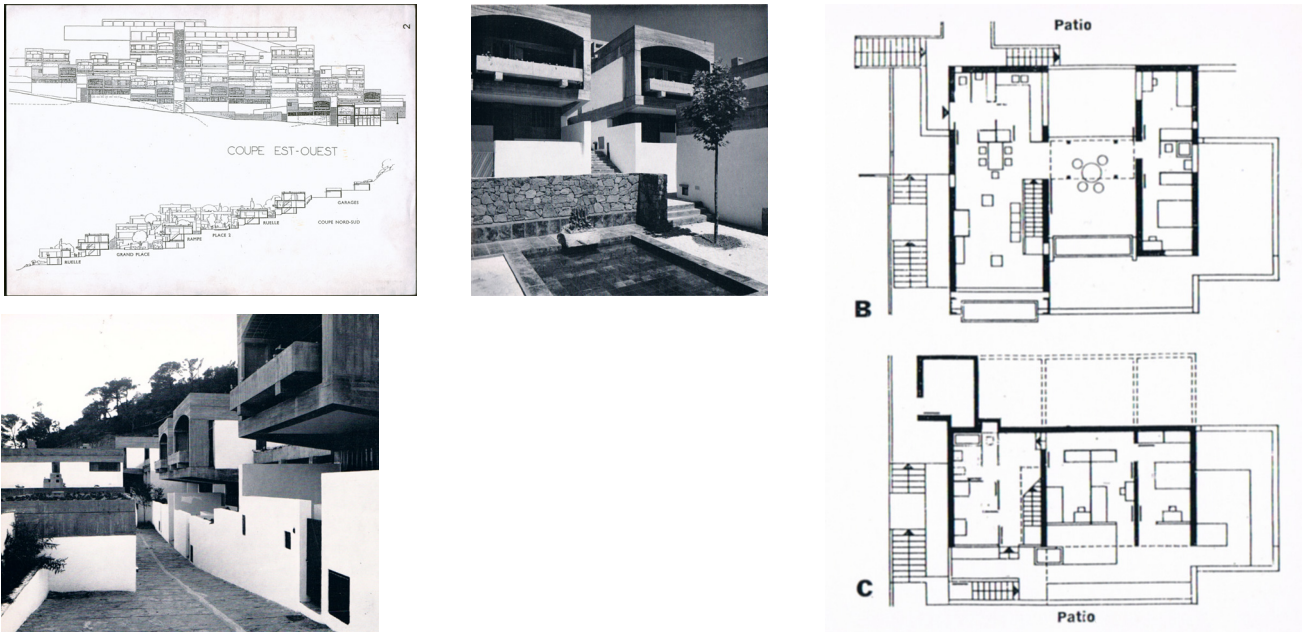 2
COUPE EST-OUEST
GARAGES
COUPE NORD-SUD
RUELLE
PLACE 2
RAMPE
GRAND PLACE
RUELLE
Patio
B
C
Patio